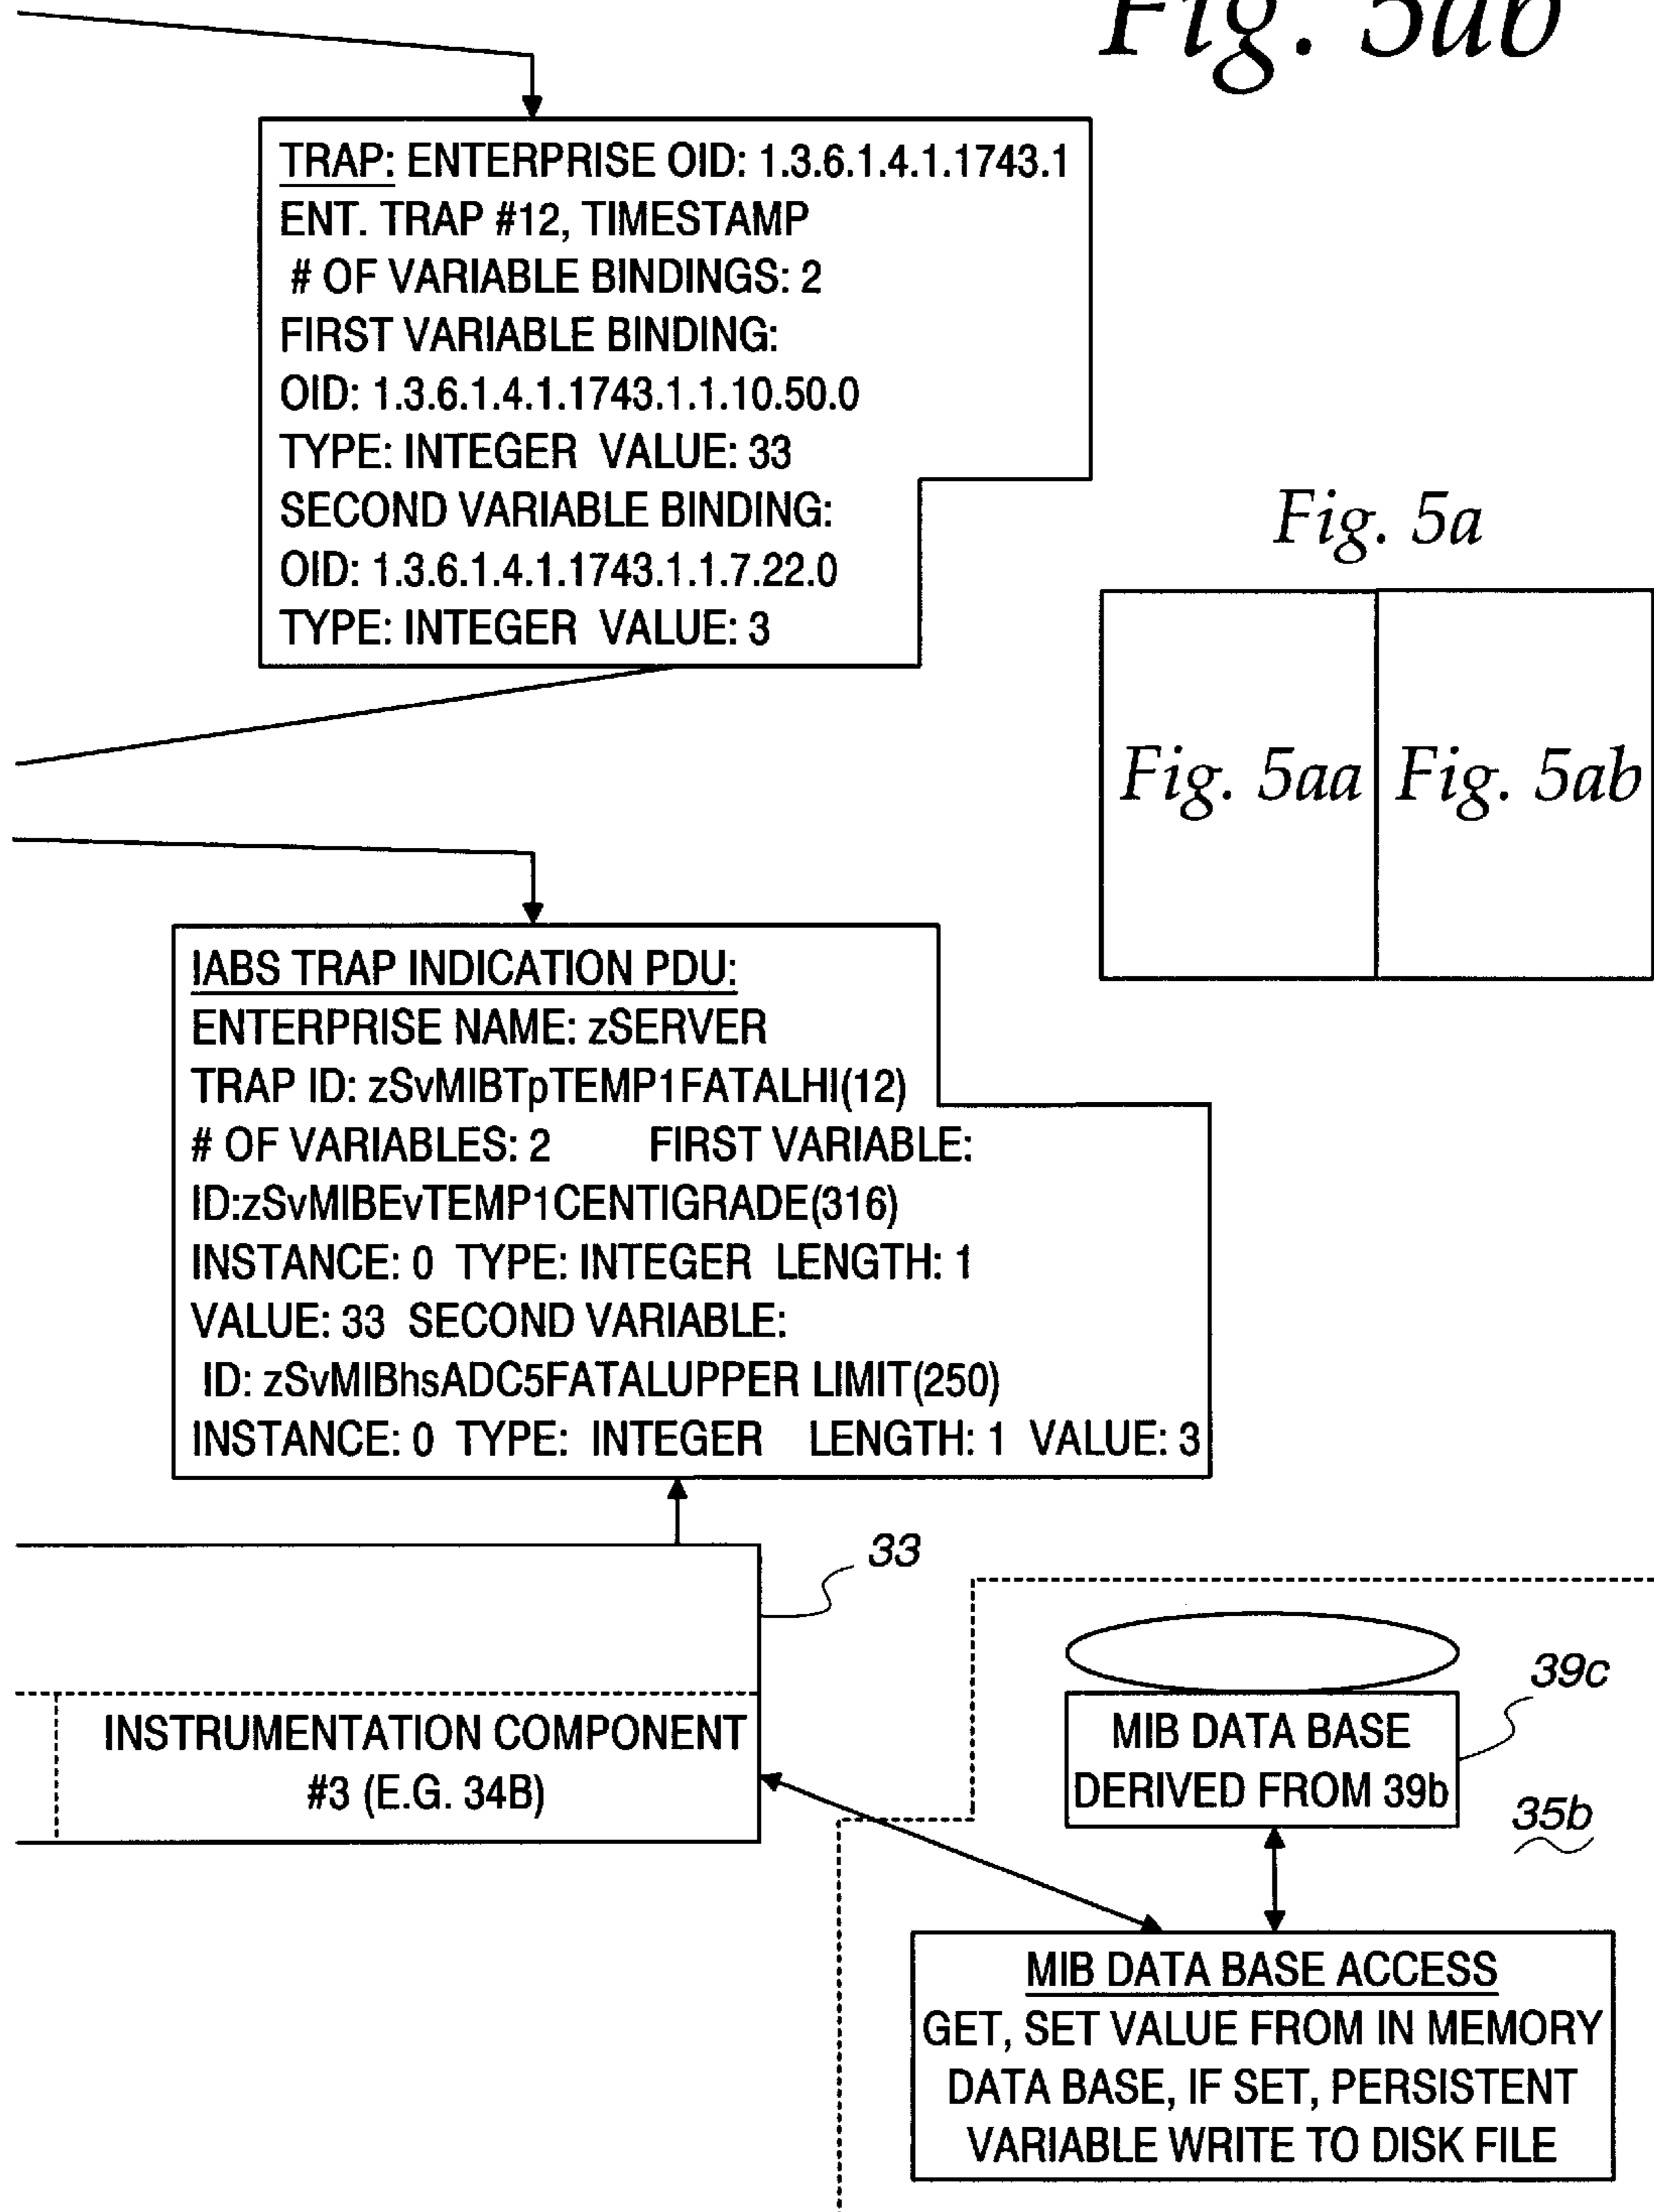 Fig. 5ab
TRAP: ENTERPRISE OID: 1.3.6.1.4.1.1743.1
ENT. TRAP #12, TIMESTAMP
# OF VARIABLE BINDINGS: 2
FIRST VARIABLE BINDING:
OID: 1.3.6.1.4.1.1743.1.1.10.50.0
TYPE: INTEGER VALUE: 33
SECOND VARIABLE BINDING:
OID: 1.3.6.1.4.1.1743.1.1.7.22.0
TYPE: INTEGER VALUE: 3
Fig. 5a
Fig. 5aa Fig. 5ab
IABS TRAP INDICATION PDU:
ENTERPRISE NAME: zSERVER
TRAP ID: zSvMIBTpTEMP1FATALHI(12)
# OF VARIABLES: 2 FIRST VARIABLE:
ID:zSvMIBEvTEMP1CENTIGRADE(316)
INSTANCE: 0 TYPE: INTEGER LENGTH: 1
VALUE: 33 SECOND VARIABLE:
ID: zSvMIBhsADC5FATALUPPER LIMIT(250)
INSTANCE: 0 TYPE: INTEGER LENGTH: 1 VALUE: 3
33
INSTRUMENTATION COMPONENT
#3 (E.G. 34B)
39c
MIB DATA BASE
DERIVED FROM 39b
35b
MIB DATA BASE ACCESS
GET, SET VALUE FROM IN MEMORY
DATA BASE, IF SET, PERSISTENT
VARIABLE WRITE TO DISK FILE